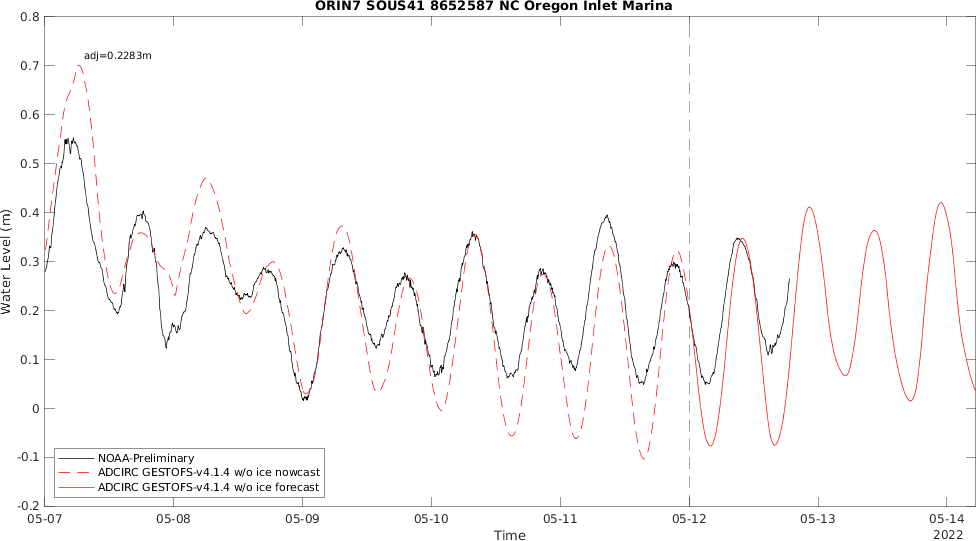 ORIN7 SOUS41 8652587 NC Oregon Inlet Marina
adj=0.2283m
0.8
0.7
0.6
0.5
0.4
0.3
0.2
0.1
0
-0.1
-0.2
Water Level (m)
NOAA-Preliminary
ADCIRC GESTOFS-v4.1.4 w/o ice nowcast
ADCIRC GESTOFS-v4.1.4 w/o ice forecast
05-07 05-08 05-09 05-10 05-11 05-12 05-13 05-14
Time
2022